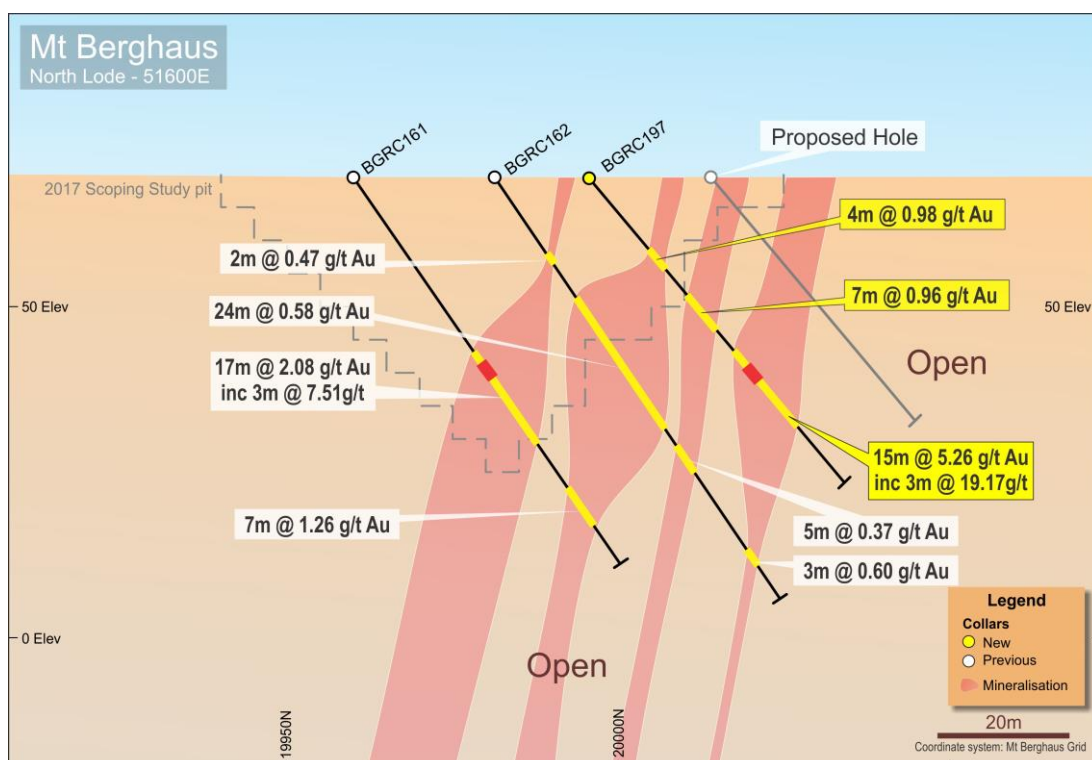 Mt Berghaus
North Lode - 51600E
BGRC161
BGRC162
BGRC197
Proposed Hole
2017 Scoping Study pit
4m @ 0.98 g/t Au
2m @ 0.47 g/t Au
50 Elev
24m @ 0.58 g/t Au
7m @ 0.96 g/t Au
50 Elev
17m @ 2.08 g/t Au
inc 3m @ 7.51g/t
Open
15m @ 5.26 g/t Au
inc 3m @ 19.17g/t
7m @ 1.26 g/t Au
5m @ 0.37 g/t Au
3m @ 0.60 g/t Au
0 Elev
Open
19950N
20000N
Legend
Collars
New
Previous
Mineralisation
20m
Coordinate system: Mt Berghaus Grid